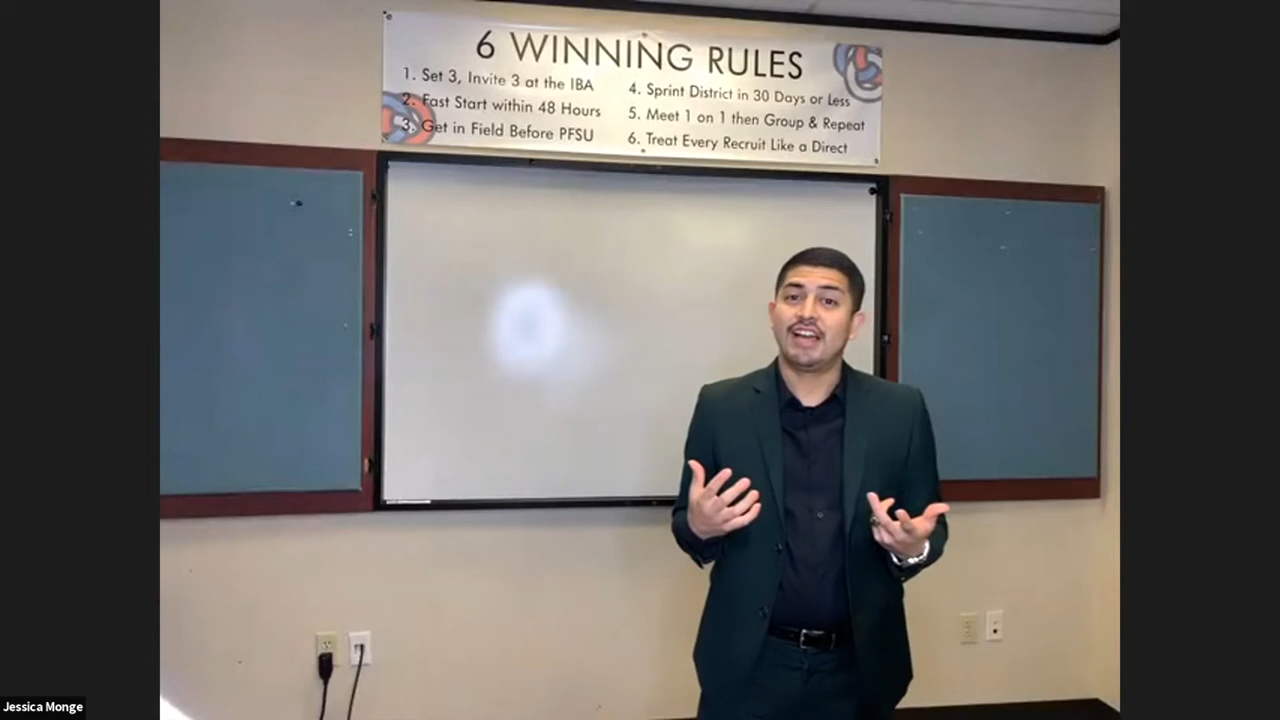 6 WINNING RULES
1. Set 3, Invite 3 at the IBA
2. Fast Start within 48 Hours
3. Get in Field Before PFSU
4. Sprint District in 30 Days or Less
5. Meet 1 on 1 then Group & Repeat
6. Treat Every Recruit Like a Direct
Jessica Monge